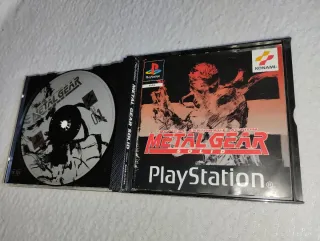 METAL GEAR
METAL GEAR SOLID
KONAMI
METAL GEAR
SOLID
PlayStation